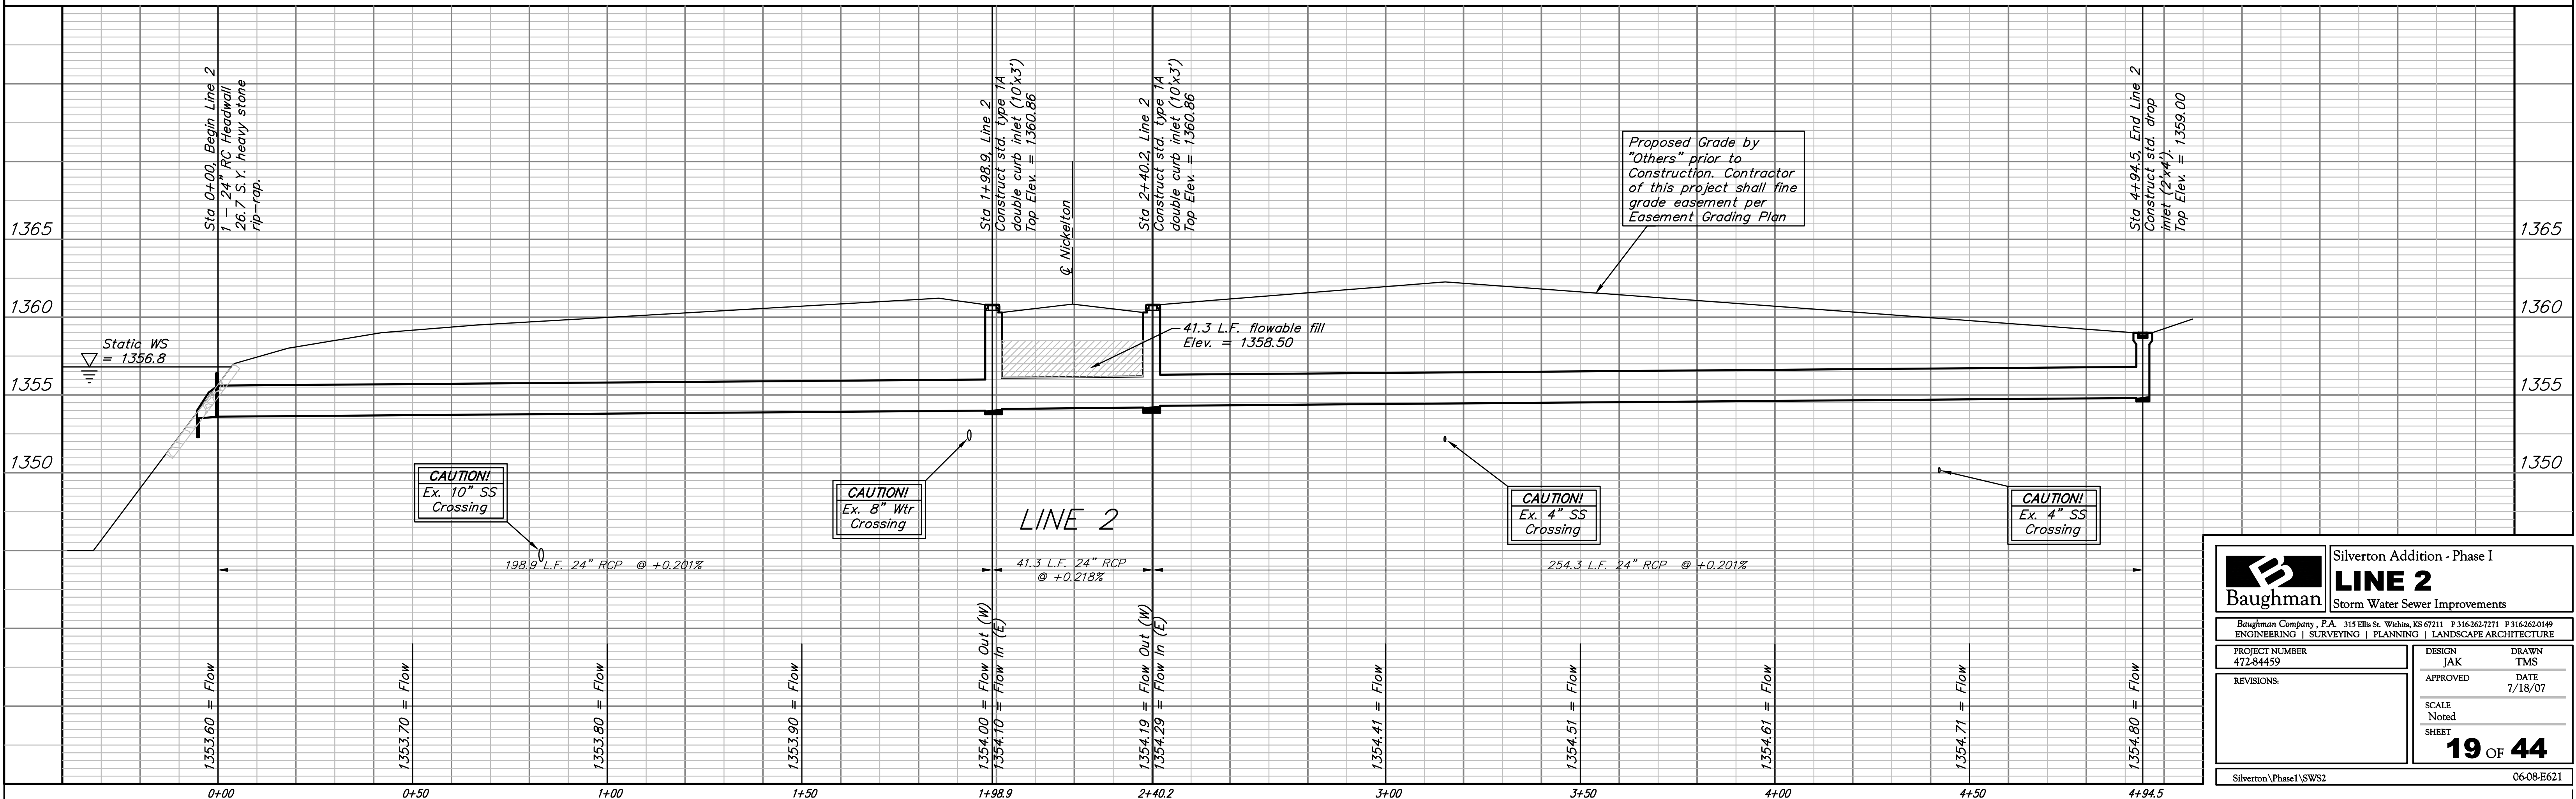 Sta 0+00, Begin Line 2
1 - 24" RC Headwall
26.7 S.Y. heavy stone
rip-rap.
Sta 1+98.9, Line 2
Construct std. type 1A
double curb inlet (10'x3')
Top Elev. = 1360.86
℄ Nickelton
Sta 2+40.2, Line 2
Construct std. type 1A
double curb inlet (10'x3')
Top Elev. = 1360.86
Proposed Grade by
"Others" prior to
Construction. Contractor
of this project shall fine
grade easement per
Easement Grading Plan
Sta 4+94.5, End Line 2
Construct std. drop
inlet (2'x4').
Top Elev. = 1359.00
1365
1365
1360
1360
1355
1355
1350
1350
Static WS
= 1356.8
41.3 L.F. flowable fill
Elev. = 1358.50
CAUTION!
Ex. 10" SS
Crossing
CAUTION!
Ex. 8" Wtr
Crossing
LINE 2
CAUTION!
Ex. 4" SS
Crossing
CAUTION!
Ex. 4" SS
Crossing
198.9 L.F. 24" RCP @ +0.201%
41.3 L.F. 24" RCP
@ +0.218%
254.3 L.F. 24" RCP @ +0.201%
1353.60 = Flow
1353.70 = Flow
1353.80 = Flow
1353.90 = Flow
1354.00 = Flow Out (W)
1354.10 = Flow In (E)
1354.19 = Flow Out (W)
1354.29 = Flow In (E)
1354.41 = Flow
1354.51 = Flow
1354.61 = Flow
1354.71 = Flow
1354.80 = Flow
0+00
0+50
1+00
1+50
1+98.9
2+40.2
3+00
3+50
4+00
4+50
4+94.5
B
Baughman
Silverton Addition - Phase I
LINE 2
Storm Water Sewer Improvements
Baughman Company, P.A. 315 Ellis St. Wichita, KS 67211 P 316-262-7271 F 316-262-0149
ENGINEERING | SURVEYING | PLANNING | LANDSCAPE ARCHITECTURE
PROJECT NUMBER
472-84459
REVISIONS:
DESIGN
JAK
DRAWN
TMS
APPROVED
DATE
7/18/07
SCALE
Noted
SHEET
19 OF 44
Silverton\Phase1\SWS2
06-08-E621